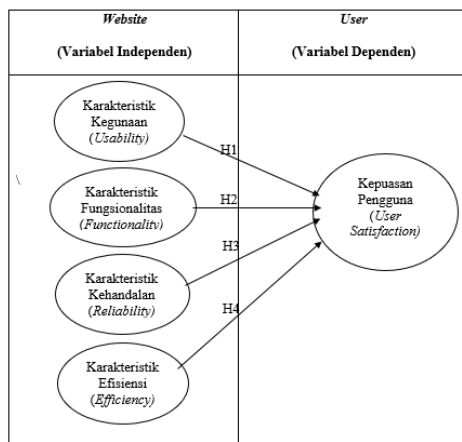 Website
(Variabel Independen)
User
(Variabel Dependen)
Karakteristik
Kegunaan
(Usability)
H1
\
Karakteristik
Fungsionalitas
(Functionality)
H2
Kepuasan
Pengguna
(User
Satisfaction)
H3
Karakteristik
Kehandalan
(Reliability)
H4
Karakteristik
Efisiensi
(Efficiency)